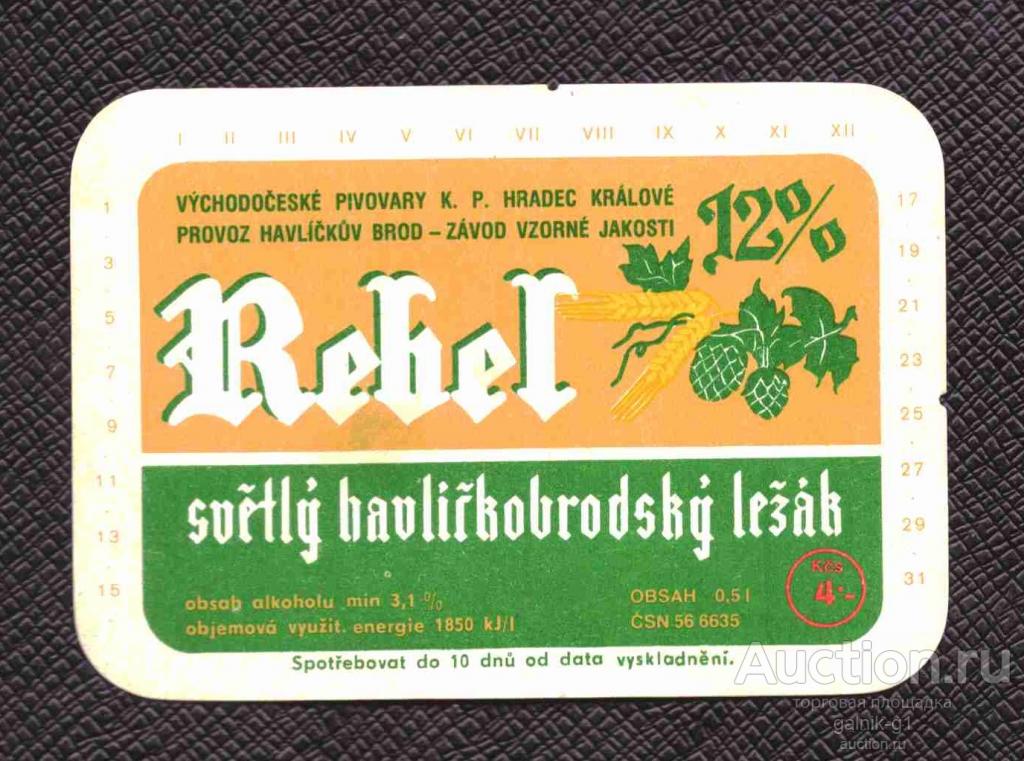 I II III IV V VI VII VIII IX X XI XII
VÝCHODOČESKÉ PIVOVARY K. P. HRADEC KRÁLOVÉ
PROVOZ HAVLÍČKŮV BROD – ZÁVOD VZORNÉ JAKOSTI
12%
Rebel
světlý havlíčkobrodský ležák
obsah alkoholu min 3,1 %
objemová využit. energie 1850 kJ/l
OBSAH 0,5 l
ČSN 56 6635
Kčs
4·-
Spotřebovat do 10 dnů od data vyskladnění.
1
3
5
7
9
11
13
15
17
19
21
23
25
27
29
31
Auction.ru
торговая площадка
galnik-g1
auction.ru